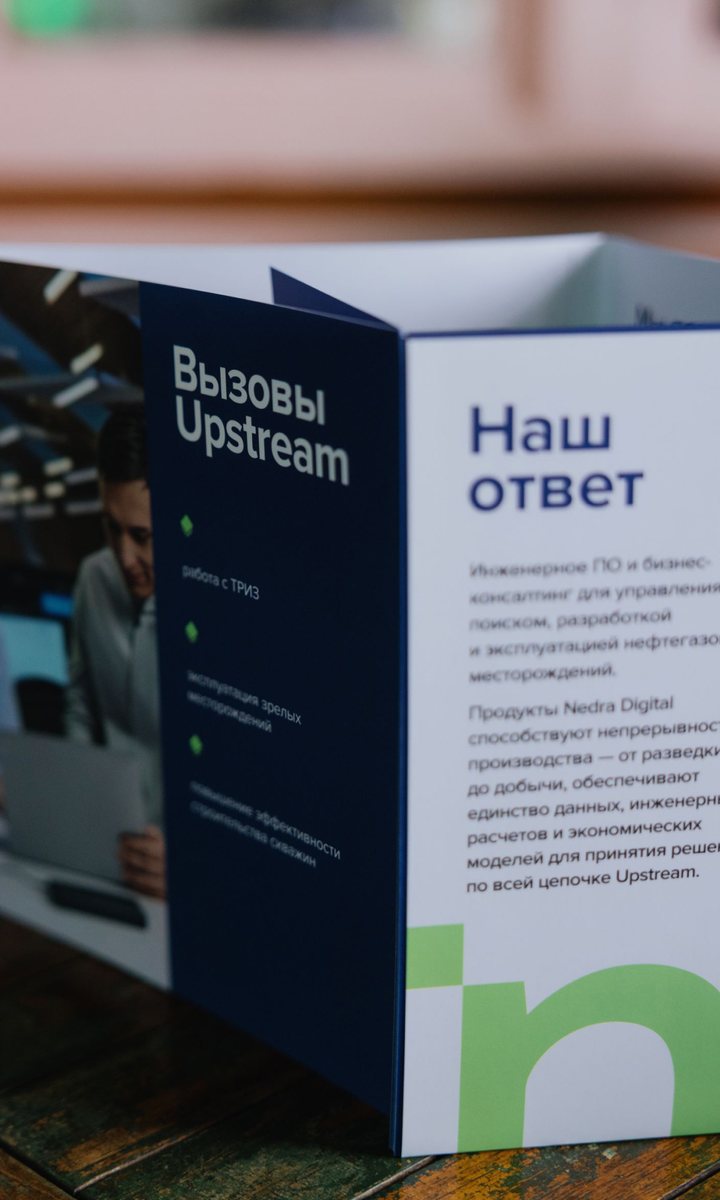 Вызовы
Upstream
работа с ТРИЗ
эксплуатация зрелых
месторождений
повышение эффективности
строительства скважин
Наш
ответ
Инженерное ПО и бизнес-
консалтинг для управления
поиском, разработкой
и эксплуатацией нефтегазо
месторождений.
Продукты Nedra Digital
способствуют непрерывност
производства — от разведки
до добычи, обеспечивают
единство данных, инженерны
расчетов и экономических
моделей для принятия реше
по всей цепочке Upstream.